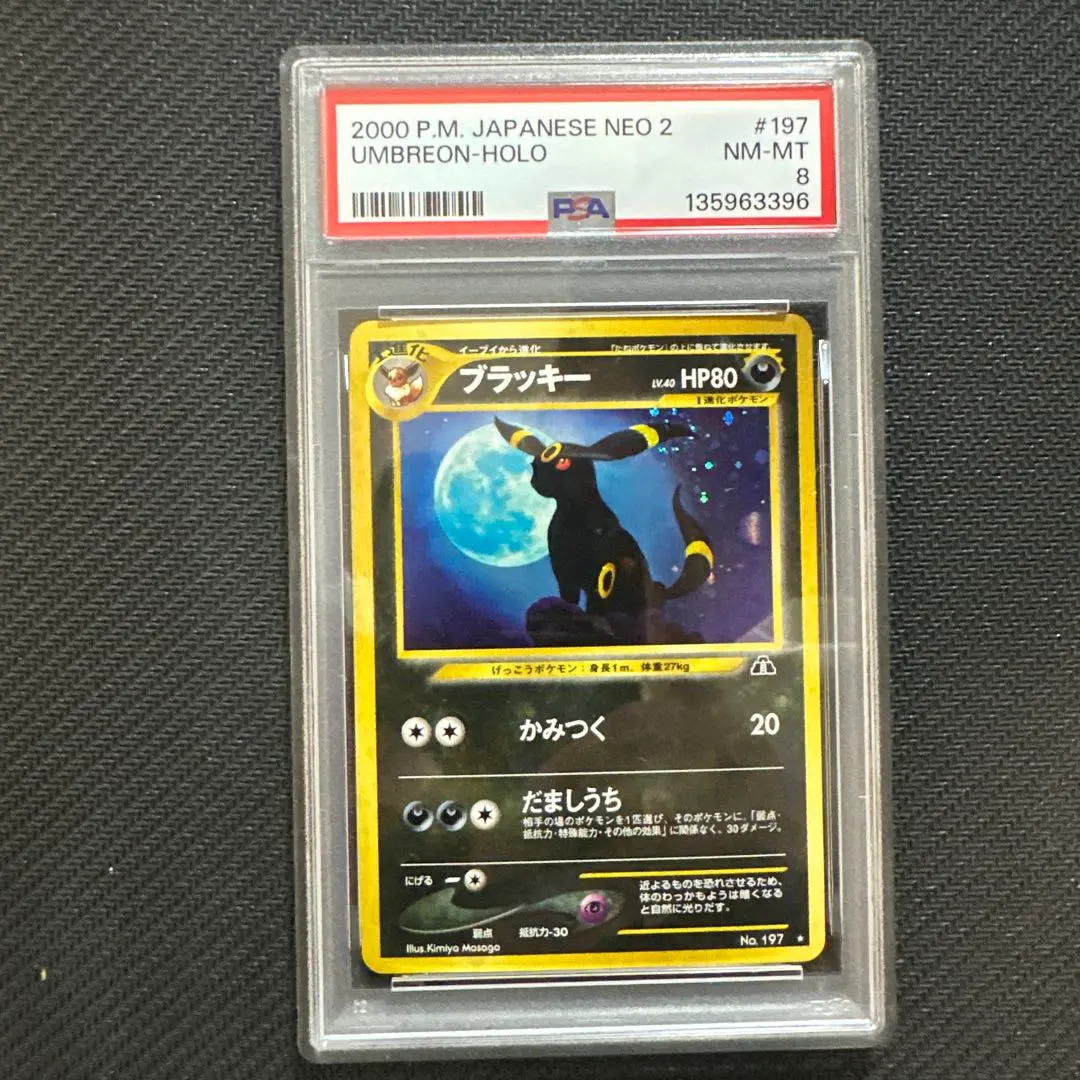 2000 P.M. JAPANESE NEO 2 #197
UMBREON-HOLO NM-MT
8
PSA 135963396
1進化
イーブイから進化 「たねポケモン」の上に重ねて進化させます。
ブラッキー LV.40 HP80
1進化ポケモン
げっこうポケモン:身長1m、体重27kg
かみつく 20
だましうち
相手の場のポケモンを1匹選び、そのポケモンに、「弱点・
抵抗力・特殊能力・その他の効果」に関係なく、30ダメージ。
にげる
近よるものを恐れさせるため、
体のわっかもようは暗くなる
と自然に光りだす。
弱点 抵抗力-30
Illus.Kimiya Masago No. 197 ★